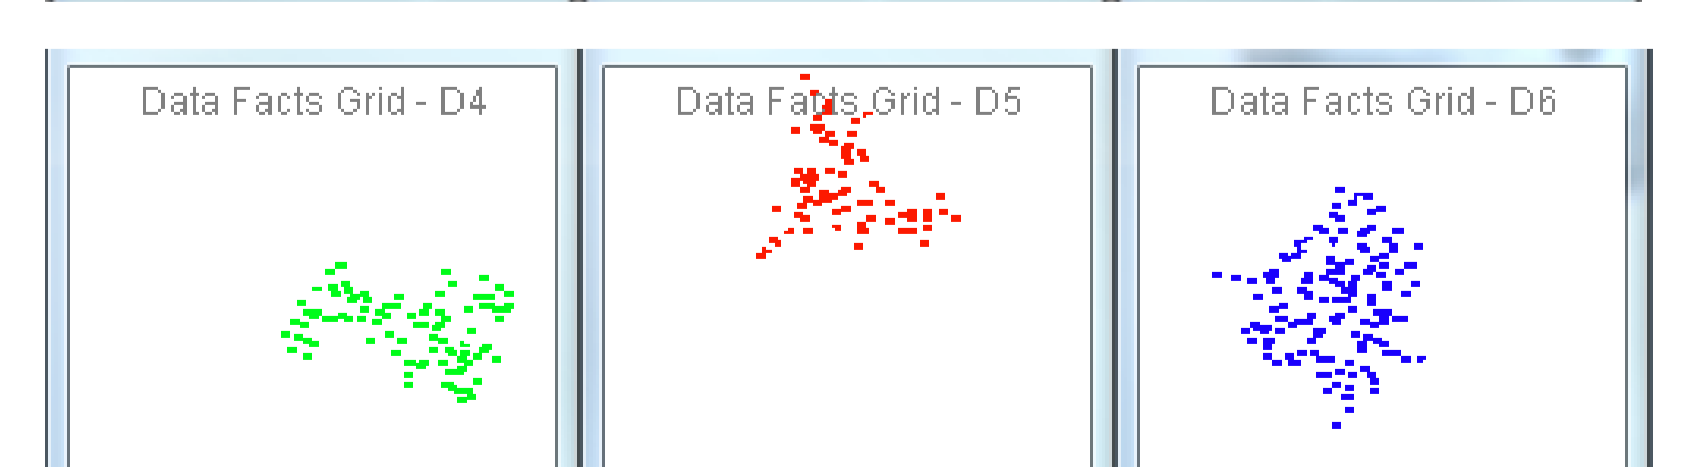 Data Facts Grid - D4
Data Facts Grid - D5
Data Facts Grid - D6